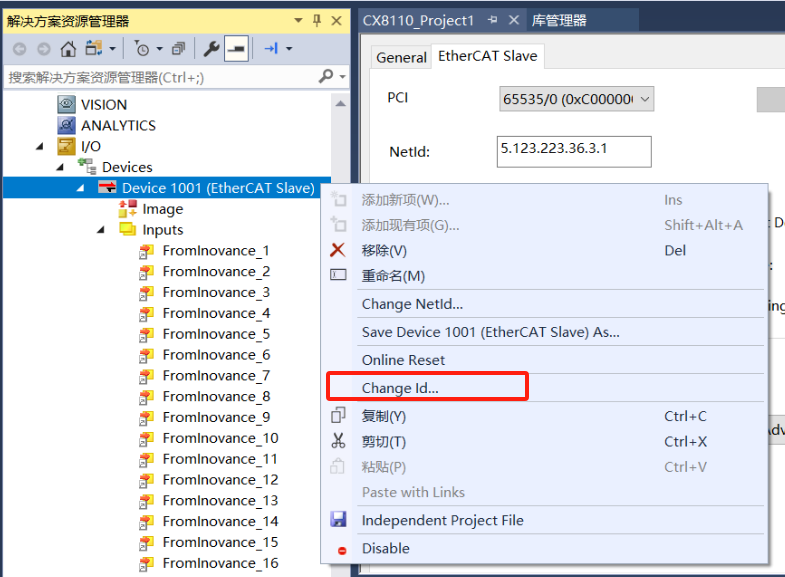 解决方案资源管理器
搜索解决方案资源管理器(Ctrl+;)
VISION
ANALYTICS
I/O
Devices
Device 1001 (EtherCAT Slave)
Image
Inputs
FromInovance_1
FromInovance_2
FromInovance_3
FromInovance_4
FromInovance_5
FromInovance_6
FromInovance_7
FromInovance_8
FromInovance_9
FromInovance_10
FromInovance_11
FromInovance_12
FromInovance_13
FromInovance_14
FromInovance_15
FromInovance_16
CX8110_Project1
库管理器
General
EtherCAT Slave
PCI
65535/0 (0xC00000
NetId:
5.123.223.36.3.1
添加新项(W)... Ins
添加现有项(G)... Shift+Alt+A
移除(V) Del
重命名(M)
Change NetId...
Save Device 1001 (EtherCAT Slave) As...
Online Reset
Change Id...
复制(Y) Ctrl+C
剪切(T) Ctrl+X
粘贴(P) Ctrl+V
Paste with Links
Independent Project File
Disable